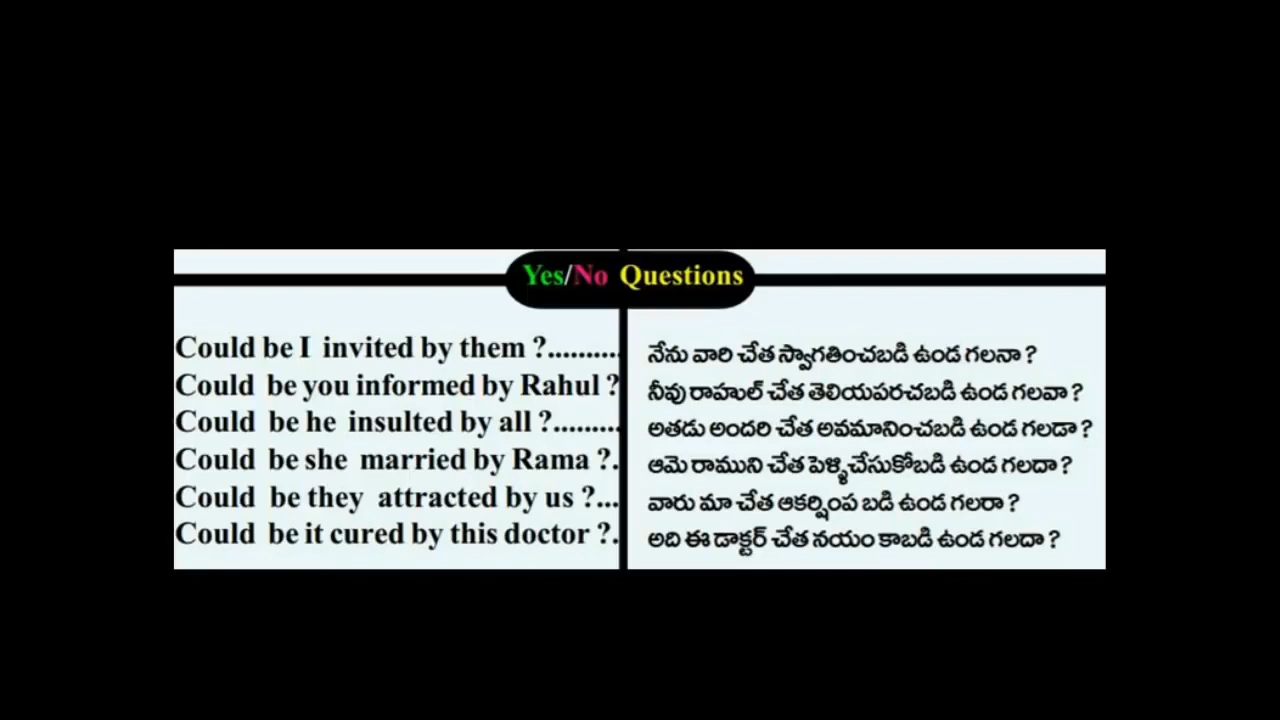 Yes/No Questions
Could be I invited by them ?..........
Could be you informed by Rahul ?
Could be he insulted by all ?.........
Could be she married by Rama ?.
Could be they attracted by us ?...
Could be it cured by this doctor ?.
నేను వారి చేత స్వాగతించబడి ఉండ గలనా ?
నీవు రాహుల్ చేత తెలియపరచబడి ఉండ గలవా ?
అతడు అందరి చేత అవమానించబడి ఉండ గలడా ?
ఆమె రాముని చేత పెళ్ళిచేసుకోబడి ఉండ గలదా ?
వారు మా చేత ఆకర్షింప బడి ఉండ గలరా ?
అది ఈ డాక్టర్ చేత నయం కాబడి ఉండ గలదా ?